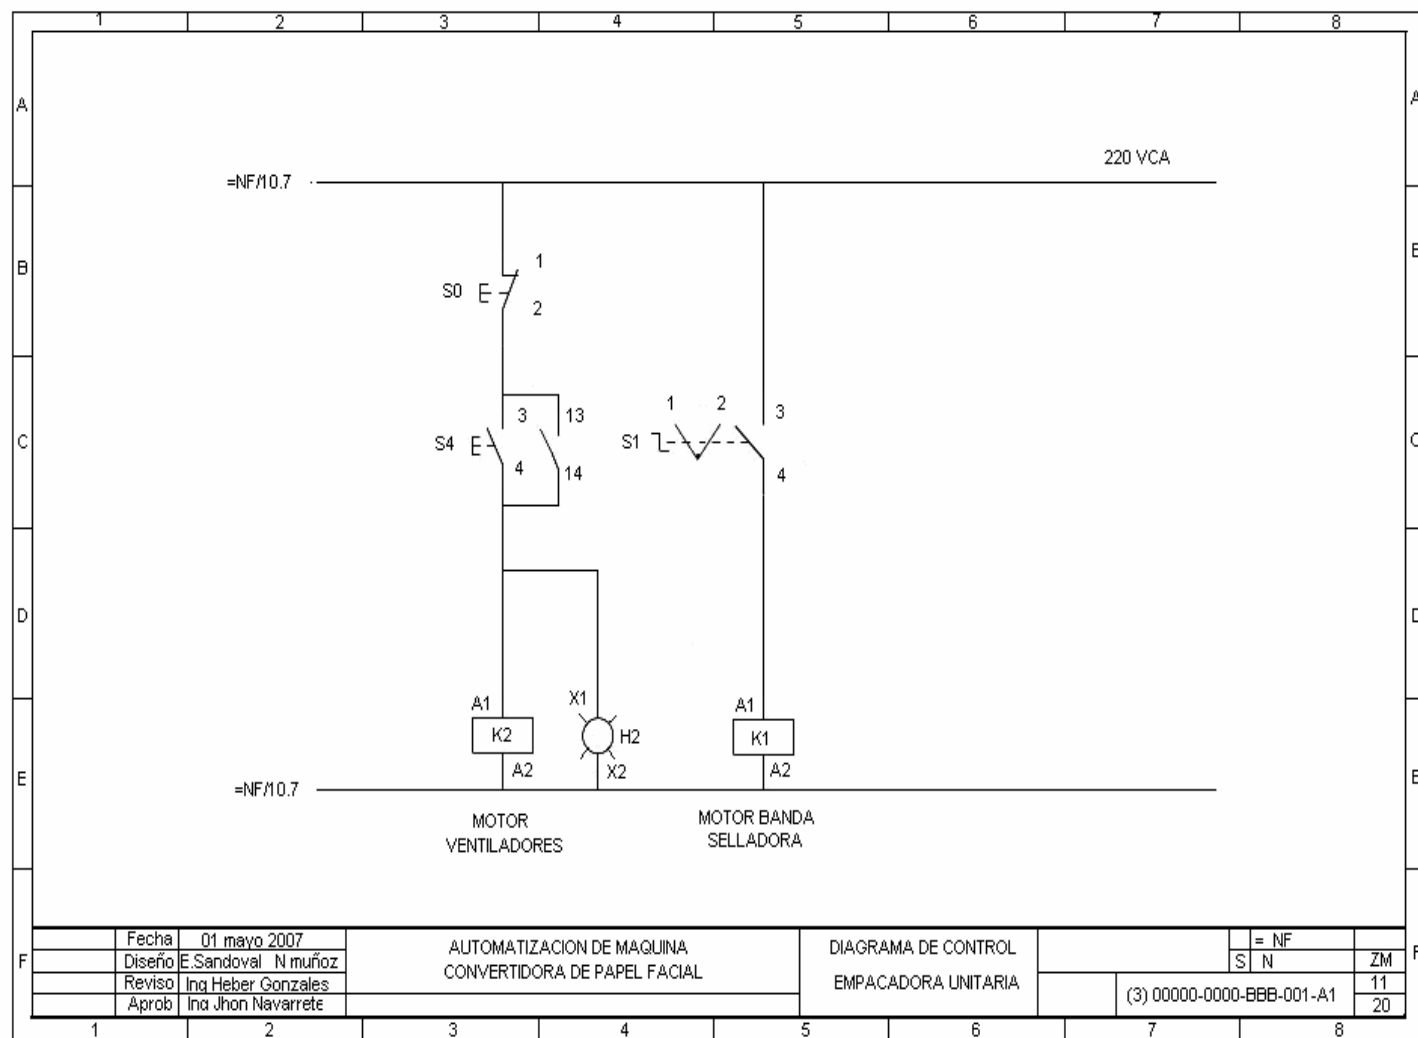 1 2 3 4 5 6 7 8
A A
220 VCA
=NF/10.7
B
1
S0
2
1 2 3
3 13
C
S4
S1
4 14
4
D
A1 X1 A1
K2 H2 K1
A2 X2 A2
E
=NF/10.7
MOTOR VENTILADORES
MOTOR BANDA SELLADORA
Fecha 01 mayo 2007
Diseño E.Sandoval N muñoz
Reviso Ing Heber Gonzales
Aprob Ing Jhon Navarrete
AUTOMATIZACION DE MAQUINA
CONVERTIDORA DE PAPEL FACIAL
DIAGRAMA DE CONTROL
EMPACADORA UNITARIA
= NF
S N
ZM
(3) 00000-0000-BBB-001-A1
11
20
F
1 2 3 4 5 6 7 8